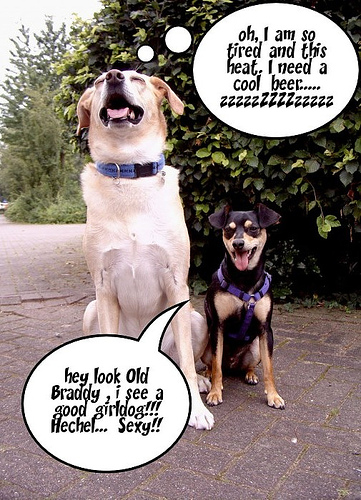 oh, I am so
tired and this
heat. I need a
cool beer.....
zzzzzZZZZzzzzz
hey look Old
Braddy , i see a
good girldog!!!
Hechel... Sexy!!